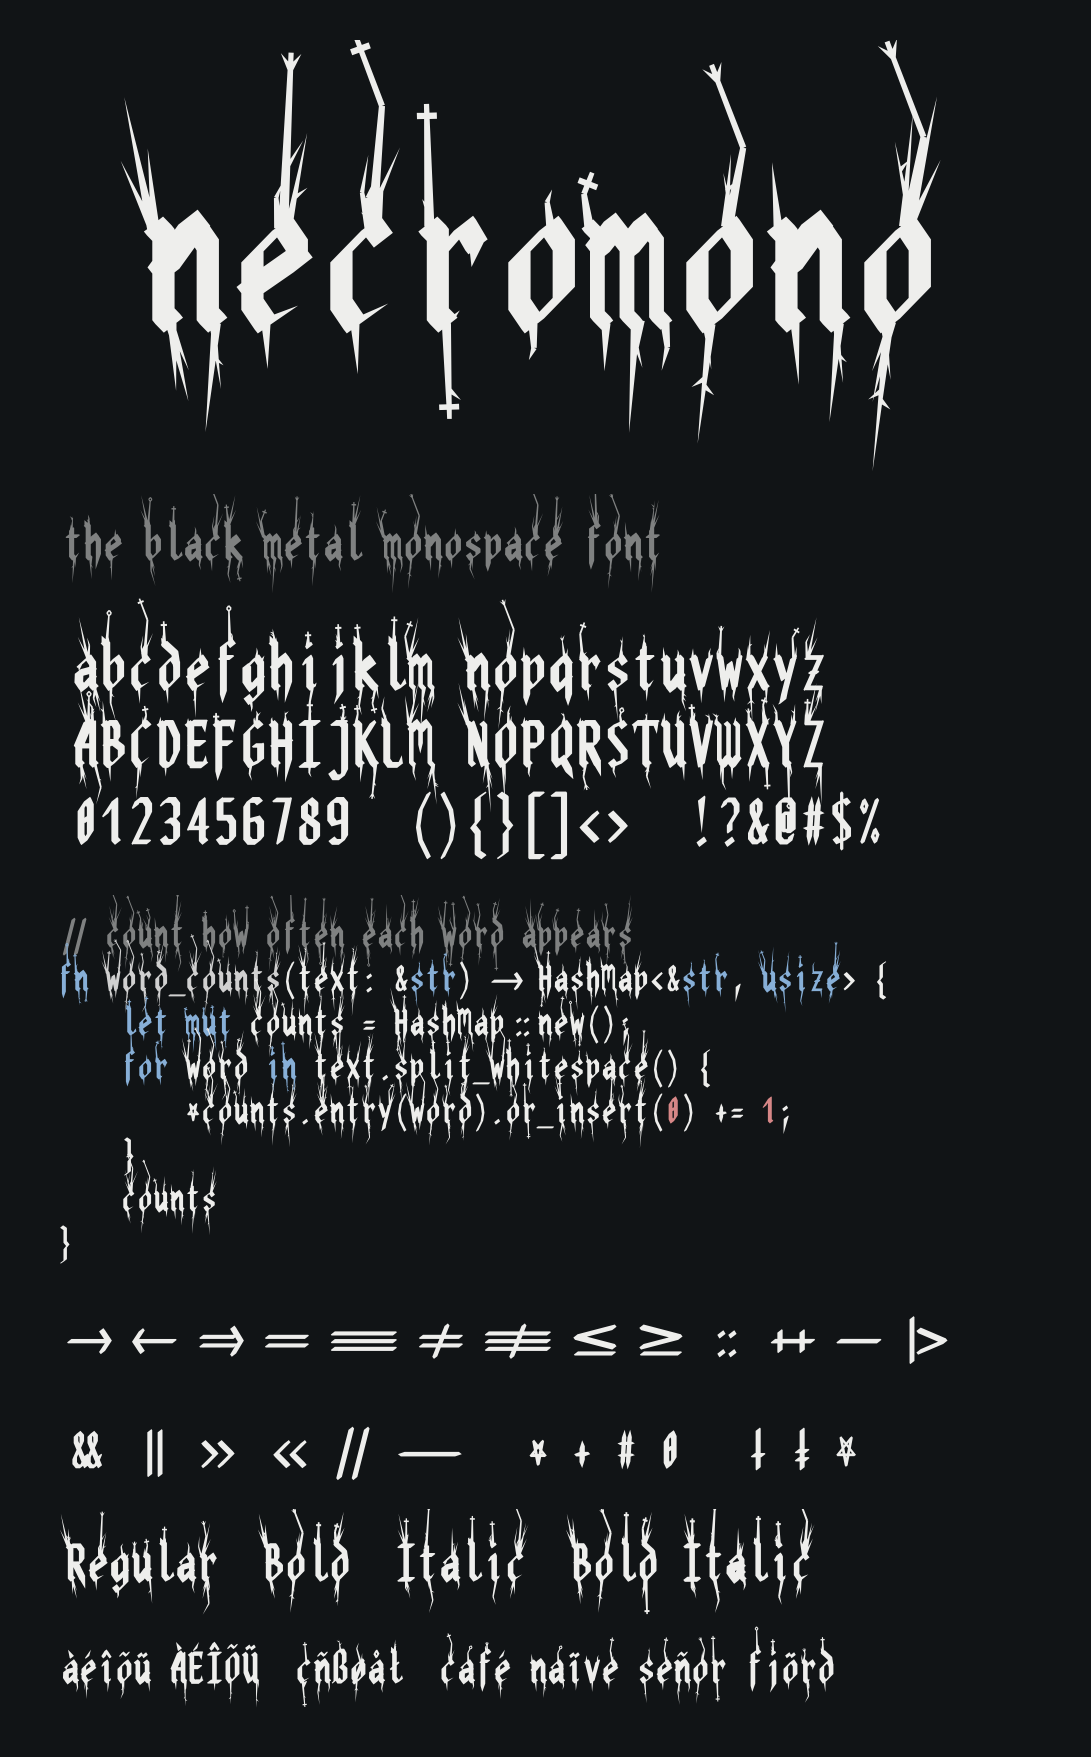 necromono
the black metal monospace font
abcdefghijklm nopqrstuvwxyz
ABCDEFGHIJKLM NOPQRSTUVWXYZ
0123456789 (){}[]<> !?&@#$%
// count how often each word appears
fn word_counts(text: &str) → HashMap<&str, usize> {
let mut counts = HashMap::new();
for word in text.split_whitespace() {
*counts.entry(word).or_insert(0) += 1;
}
counts
}
→ ← ⇒ = ≡ ≠ ≢ ≤ ≥ :: ++ — |>
&& || >> << // —— * + # 0 ƚ ǂ ⛧
Regular Bold Italic Bold Italic
àéîõü ÀÉÎÕÜ çñßøåł café naïve señor fjörd